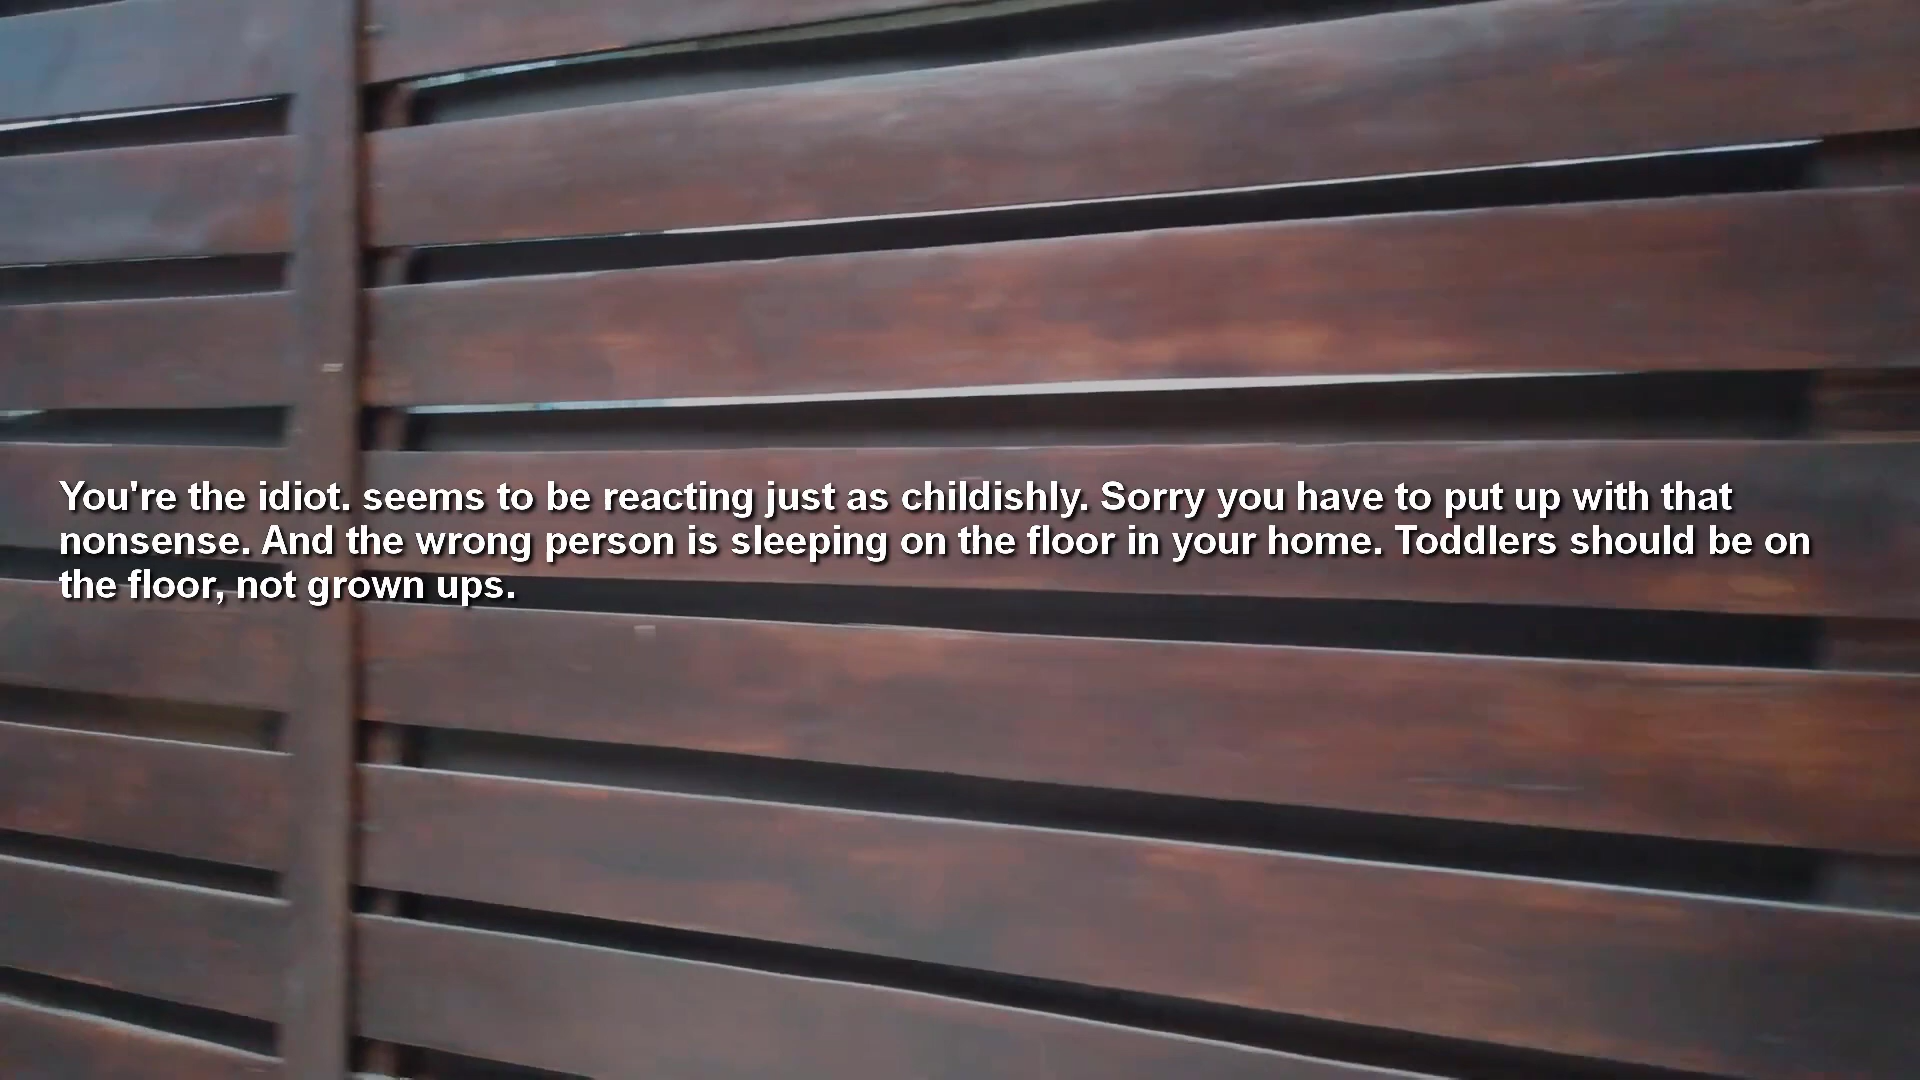 You're the idiot. seems to be reacting just as childishly. Sorry you have to put up with that
nonsense. And the wrong person is sleeping on the floor in your home. Toddlers should be on
the floor, not grown ups.